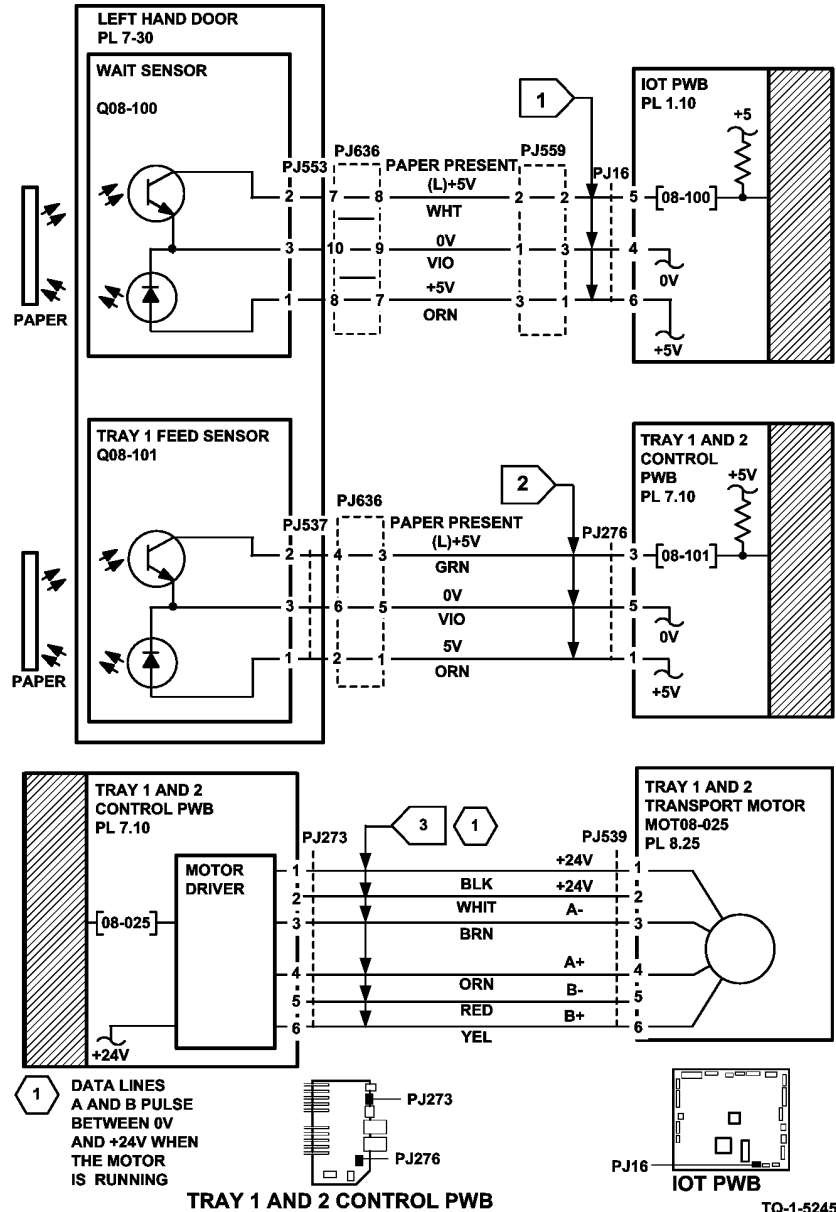 LEFT HAND DOOR
PL 7-30
WAIT SENSOR
Q08-100
PAPER
PJ553
PJ636
PAPER PRESENT
(L)+5V
WHT
0V
VIO
+5V
ORN
PJ559
PJ16
1
2 7 8 2 2 5
3 10 9 1 3 4
1 8 7 3 1 6
IOT PWB
PL 1.10
+5
[08-100]
0V
+5V
TRAY 1 FEED SENSOR
Q08-101
PAPER
PJ537
PJ636
PAPER PRESENT
(L)+5V
GRN
0V
VIO
5V
ORN
2
PJ276
2 4 3 3
3 6 5 5
1 2 1 1
TRAY 1 AND 2
CONTROL
PWB
PL 7.10
+5V
[08-101]
0V
+5V
TRAY 1 AND 2
CONTROL PWB
PL 7.10
MOTOR
DRIVER
[08-025]
+24V
PJ273
3
1
PJ539
1 +24V 1
BLK
2 +24V 2
WHIT
3 A- 3
BRN
4 A+ 4
ORN
5 B- 5
RED
6 B+ 6
YEL
TRAY 1 AND 2
TRANSPORT MOTOR
MOT08-025
PL 8.25
1
DATA LINES
A AND B PULSE
BETWEEN 0V
AND +24V WHEN
THE MOTOR
IS RUNNING
PJ273
PJ276
TRAY 1 AND 2 CONTROL PWB
PJ16
IOT PWB
TO-1-5245